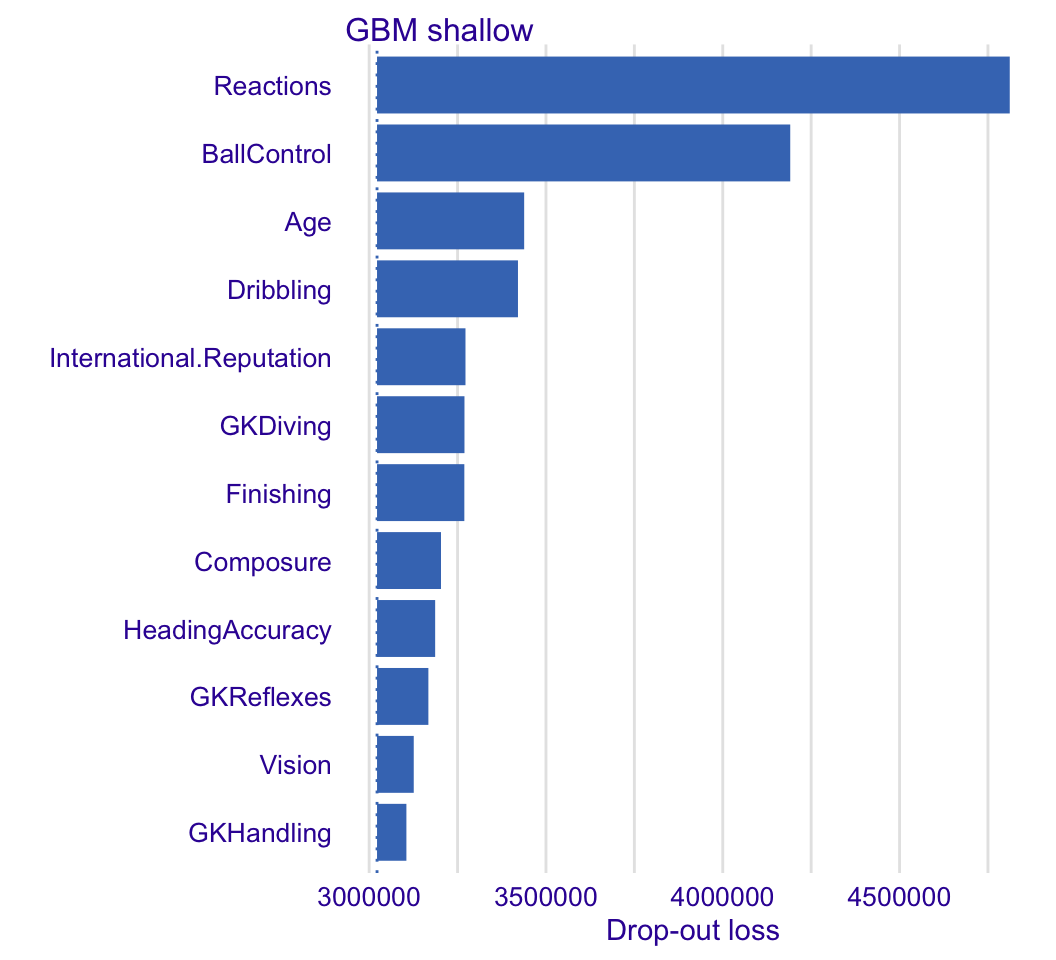 GBM shallow
Reactions
BallControl
Age
Dribbling
International.Reputation
GKDiving
Finishing
Composure
HeadingAccuracy
GKReflexes
Vision
GKHandling
3000000 3500000 4000000 4500000
Drop-out loss